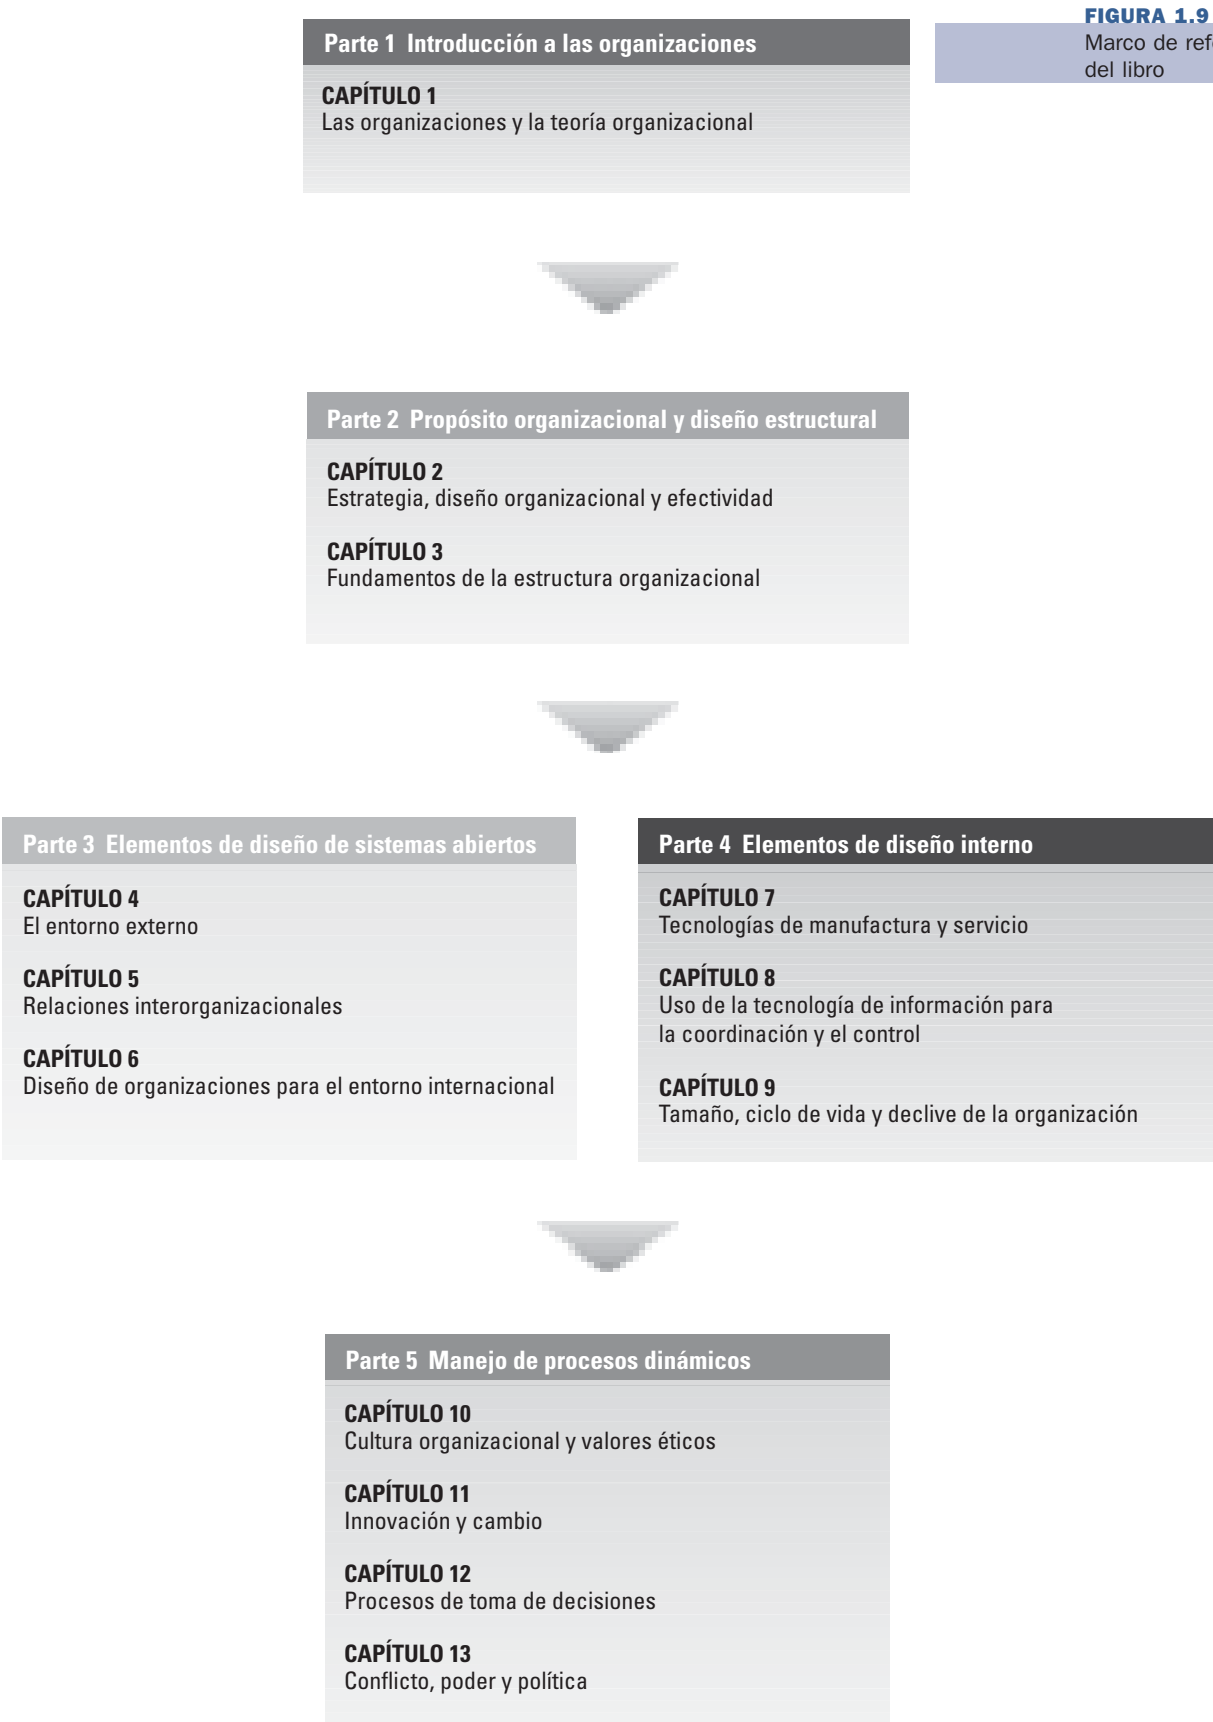 FIGURA 1.9
Marco de
del libro
Parte 1 Introducción a las organizaciones
CAPÍTULO 1
Las organizaciones y la teoría organizacional
Parte 2 Propósito organizacional y diseño estructural
CAPÍTULO 2
Estrategia, diseño organizacional y efectividad
CAPÍTULO 3
Fundamentos de la estructura organizacional
Parte 3 Elementos de diseño de sistemas abiertos
CAPÍTULO 4
El entorno externo
CAPÍTULO 5
Relaciones interorganizacionales
CAPÍTULO 6
Diseño de organizaciones para el entorno internacional
Parte 4 Elementos de diseño interno
CAPÍTULO 7
Tecnologías de manufactura y servicio
CAPÍTULO 8
Uso de la tecnología de información para
la coordinación y el control
CAPÍTULO 9
Tamaño, ciclo de vida y declive de la organización
Parte 5 Manejo de procesos dinámicos
CAPÍTULO 10
Cultura organizacional y valores éticos
CAPÍTULO 11
Innovación y cambio
CAPÍTULO 12
Procesos de toma de decisiones
CAPÍTULO 13
Conflicto, poder y política